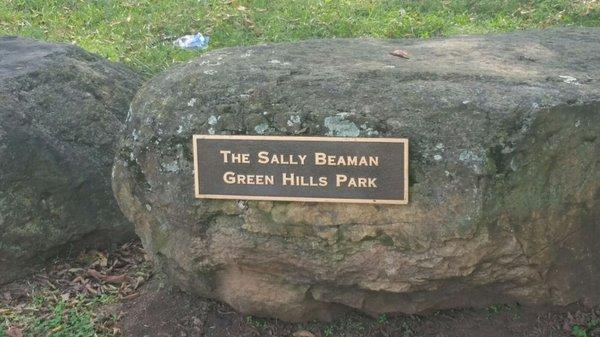 The Sally Beaman
Green Hills Park